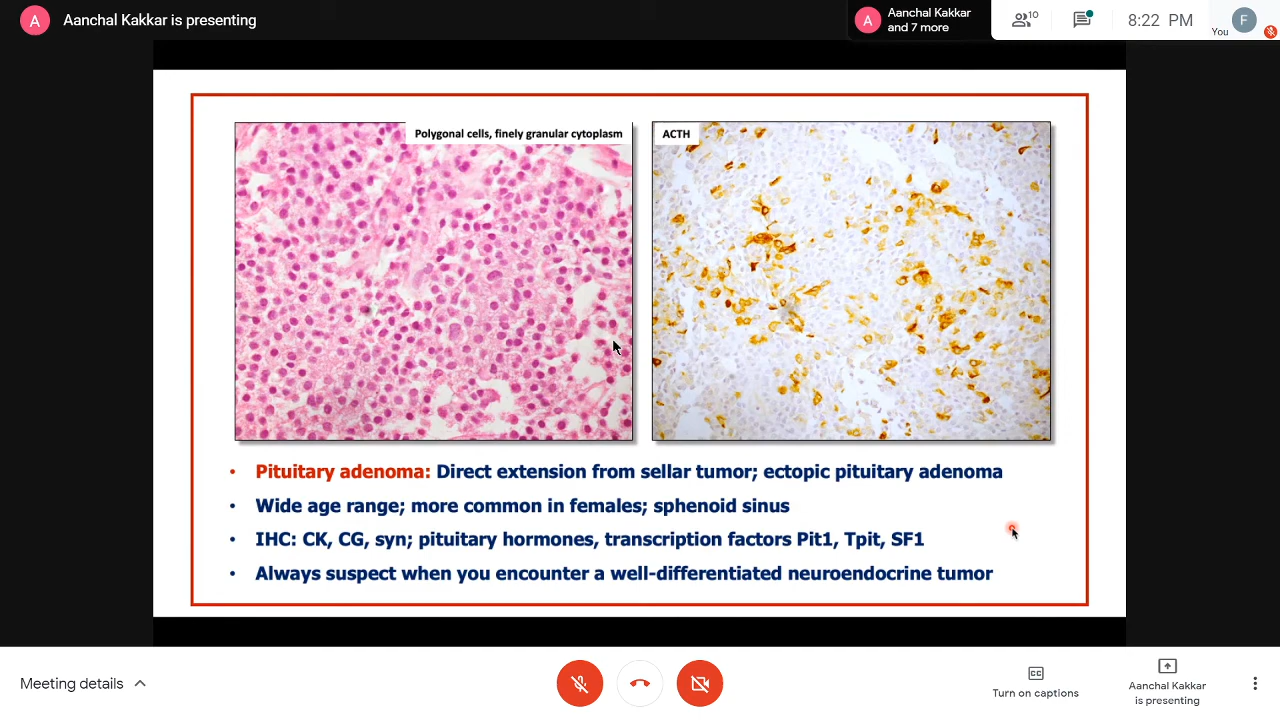 A Aanchal Kakkar is presenting
A Aanchal Kakkar
and 7 more
10
8:22 PM
You
F
Polygonal cells, finely granular cytoplasm
ACTH
• Pituitary adenoma: Direct extension from sellar tumor; ectopic pituitary adenoma
• Wide age range; more common in females; sphenoid sinus
• IHC: CK, CG, syn; pituitary hormones, transcription factors Pit1, Tpit, SF1
• Always suspect when you encounter a well-differentiated neuroendocrine tumor
Meeting details
CC
Turn on captions
Aanchal Kakkar
is presenting